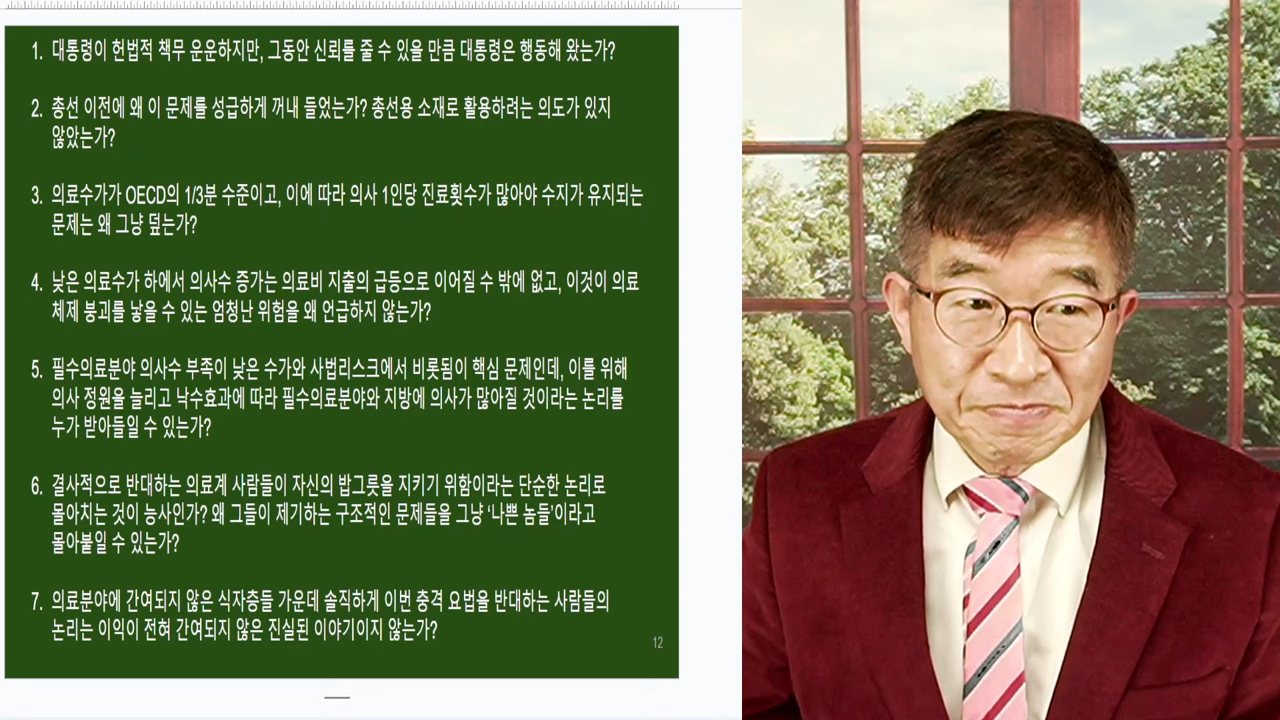 1. 대통령이 헌법적 책무 운운하지만, 그동안 신뢰를 줄 수 있을 만큼 대통령은 행동해 왔는가?
2. 총선 이전에 왜 이 문제를 성급하게 꺼내 들었는가? 총선용 소재로 활용하려는 의도가 있지
않았는가?
3. 의료수가가 OECD의 1/3분 수준이고, 이에 따라 의사 1인당 진료횟수가 많아야 수지가 유지되는
문제는 왜 그냥 덮는가?
4. 낮은 의료수가 하에서 의사수 증가는 의료비 지출의 급등으로 이어질 수 밖에 없고, 이것이 의료
체제 붕괴를 낳을 수 있는 엄청난 위험을 왜 언급하지 않는가?
5. 필수의료분야 의사수 부족이 낮은 수가와 사법리스크에서 비롯됨이 핵심 문제인데, 이를 위해
의사 정원을 늘리고 낙수효과에 따라 필수의료분야와 지방에 의사가 많아질 것이라는 논리를
누가 받아들일 수 있는가?
6. 결사적으로 반대하는 의료계 사람들이 자신의 밥그릇을 지키기 위함이라는 단순한 논리로
몰아치는 것이 능사인가? 왜 그들이 제기하는 구조적인 문제들을 그냥 ‘나쁜 놈들’이라고
몰아붙일 수 있는가?
7. 의료분야에 간여되지 않은 식자층들 가운데 솔직하게 이번 충격 요법을 반대하는 사람들의
논리는 이익이 전혀 간여되지 않은 진실된 이야기이지 않는가?
12